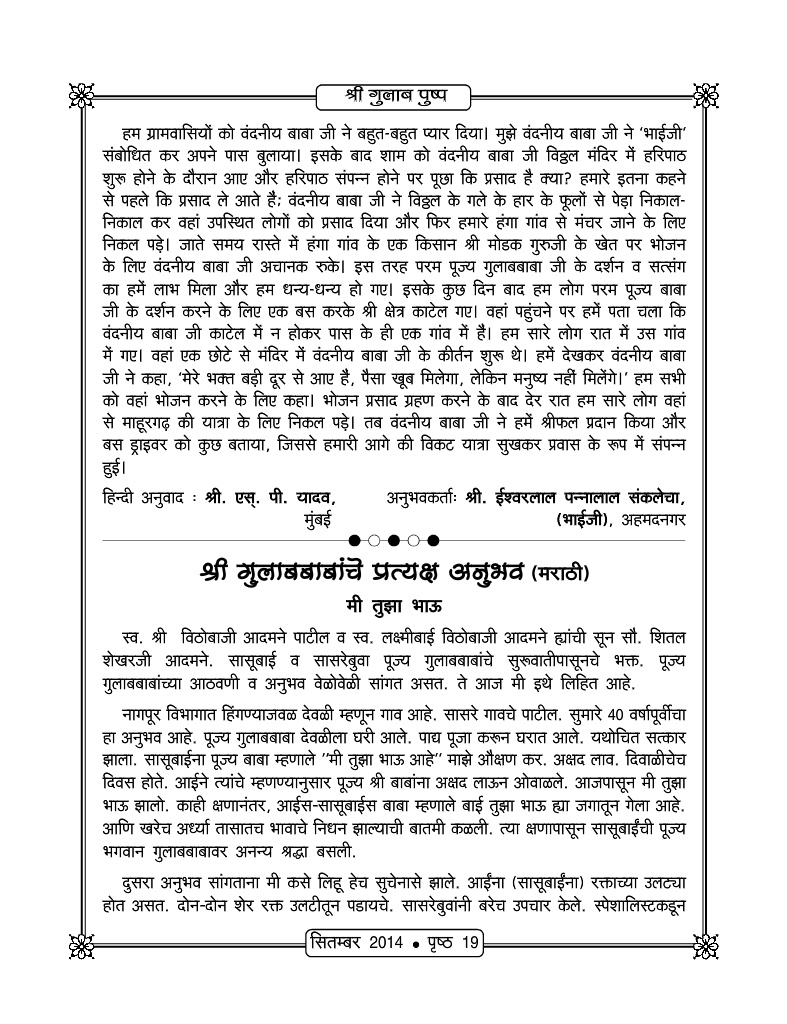 श्री गुलाब पुष्प
हम ग्रामवासियों को वंदनीय बाबा जी ने बहुत-बहुत प्यार दिया। मुझे वंदनीय बाबा जी ने ‘भाईजी’
संबोधित कर अपने पास बुलाया। इसके बाद शाम को वंदनीय बाबा जी विठ्ठल मंदिर में हरिपाठ
शुरू होने के दौरान आए और हरिपाठ संपन्न होने पर पूछा कि प्रसाद है क्या? हमारे इतना कहने
से पहले कि प्रसाद ले आते है; वंदनीय बाबा जी ने विठ्ठल के गले के हार के फूलों से पेड़ा निकाल-
निकाल कर वहां उपस्थित लोगों को प्रसाद दिया और फिर हमारे हंगा गांव से मंचर जाने के लिए
निकल पड़े। जाते समय रास्ते में हंगा गांव के एक किसान श्री मोडक गुरुजी के खेत पर भोजन
के लिए वंदनीय बाबा जी अचानक रुके। इस तरह परम पूज्य गुलाबबाबा जी के दर्शन व सत्संग
का हमें लाभ मिला और हम धन्य-धन्य हो गए। इसके कुछ दिन बाद हम लोग परम पूज्य बाबा
जी के दर्शन करने के लिए एक बस करके श्री क्षेत्र काटेल गए। वहां पहुंचने पर हमें पता चला कि
वंदनीय बाबा जी काटेल में न होकर पास के ही एक गांव में है। हम सारे लोग रात में उस गांव
में गए। वहां एक छोटे से मंदिर में वंदनीय बाबा जी के कीर्तन शुरू थे। हमें देखकर वंदनीय बाबा
जी ने कहा, ‘मेरे भक्त बड़ी दूर से आए है, पैसा खूब मिलेगा, लेकिन मनुष्य नहीं मिलेंगे।’ हम सभी
को वहां भोजन करने के लिए कहा। भोजन प्रसाद ग्रहण करने के बाद देर रात हम सारे लोग वहां
से माहूरगढ़ की यात्रा के लिए निकल पड़े। तब वंदनीय बाबा जी ने हमें श्रीफल प्रदान किया और
बस ड्राइवर को कुछ बताया, जिससे हमारी आगे की विकट यात्रा सुखकर प्रवास के रूप में संपन्न
हुई।
हिन्दी अनुवाद : श्री. एस्. पी. यादव, अनुभवकर्ताः श्री. ईश्वरलाल पन्नालाल संकलेचा,
मुंबई (भाईजी), अहमदनगर
श्री गुलाबबाबांचे प्रत्यक्ष अनुभव (मराठी)
मी तुझा भाऊ
स्व. श्री विठोबाजी आदमने पाटील व स्व. लक्ष्मीबाई विठोबाजी आदमने ह्यांची सून सौ. शितल
शेखरजी आदमने. सासूबाई व सासरेबुवा पूज्य गुलाबबाबांचे सुरूवातीपासूनचे भक्त. पूज्य
गुलाबबाबांच्या आठवणी व अनुभव वेळोवेळी सांगत असत. ते आज मी इथे लिहित आहे.
नागपूर विभागात हिंगण्याजवळ देवळी म्हणून गाव आहे. सासरे गावचे पाटील. सुमारे 40 वर्षापूर्वीचा
हा अनुभव आहे. पूज्य गुलाबबाबा देवळीला घरी आले. पाद्य पूजा करून घरात आले. यथोचित सत्कार
झाला. सासूबाईना पूज्य बाबा म्हणाले ”मी तुझा भाऊ आहे“ माझे औक्षण कर. अक्षद लाव. दिवाळीचेच
दिवस होते. आईने त्यांचे म्हणण्यानुसार पूज्य श्री बाबांना अक्षद लाऊन ओवाळले. आजपासून मी तुझा
भाऊ झालो. काही क्षणानंतर, आईस-सासूबाईस बाबा म्हणाले बाई तुझा भाऊ ह्या जगातून गेला आहे.
आणि खरेच अर्ध्या तासातच भावाचे निधन झाल्याची बातमी कळली. त्या क्षणापासून सासूबाईंची पूज्य
भगवान गुलाबबाबावर अनन्य श्रद्धा बसली.
दुसरा अनुभव सांगताना मी कसे लिहू हेच सुचेनासे झाले. आईंना (सासूबाईंना) रक्ताच्या उलट्या
होत असत. दोन-दोन शेर रक्त उलटीतून पडायचे. सासरेबुवांनी बरेच उपचार केले. स्पेशालिस्टकडून
सितम्बर 2014 ● पृष्ठ 19